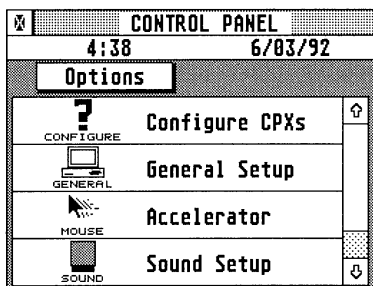 CONTROL PANEL
4:38 6/03/92
Options
CONFIGURE Configure CPXs
GENERAL General Setup
MOUSE Accelerator
SOUND Sound Setup